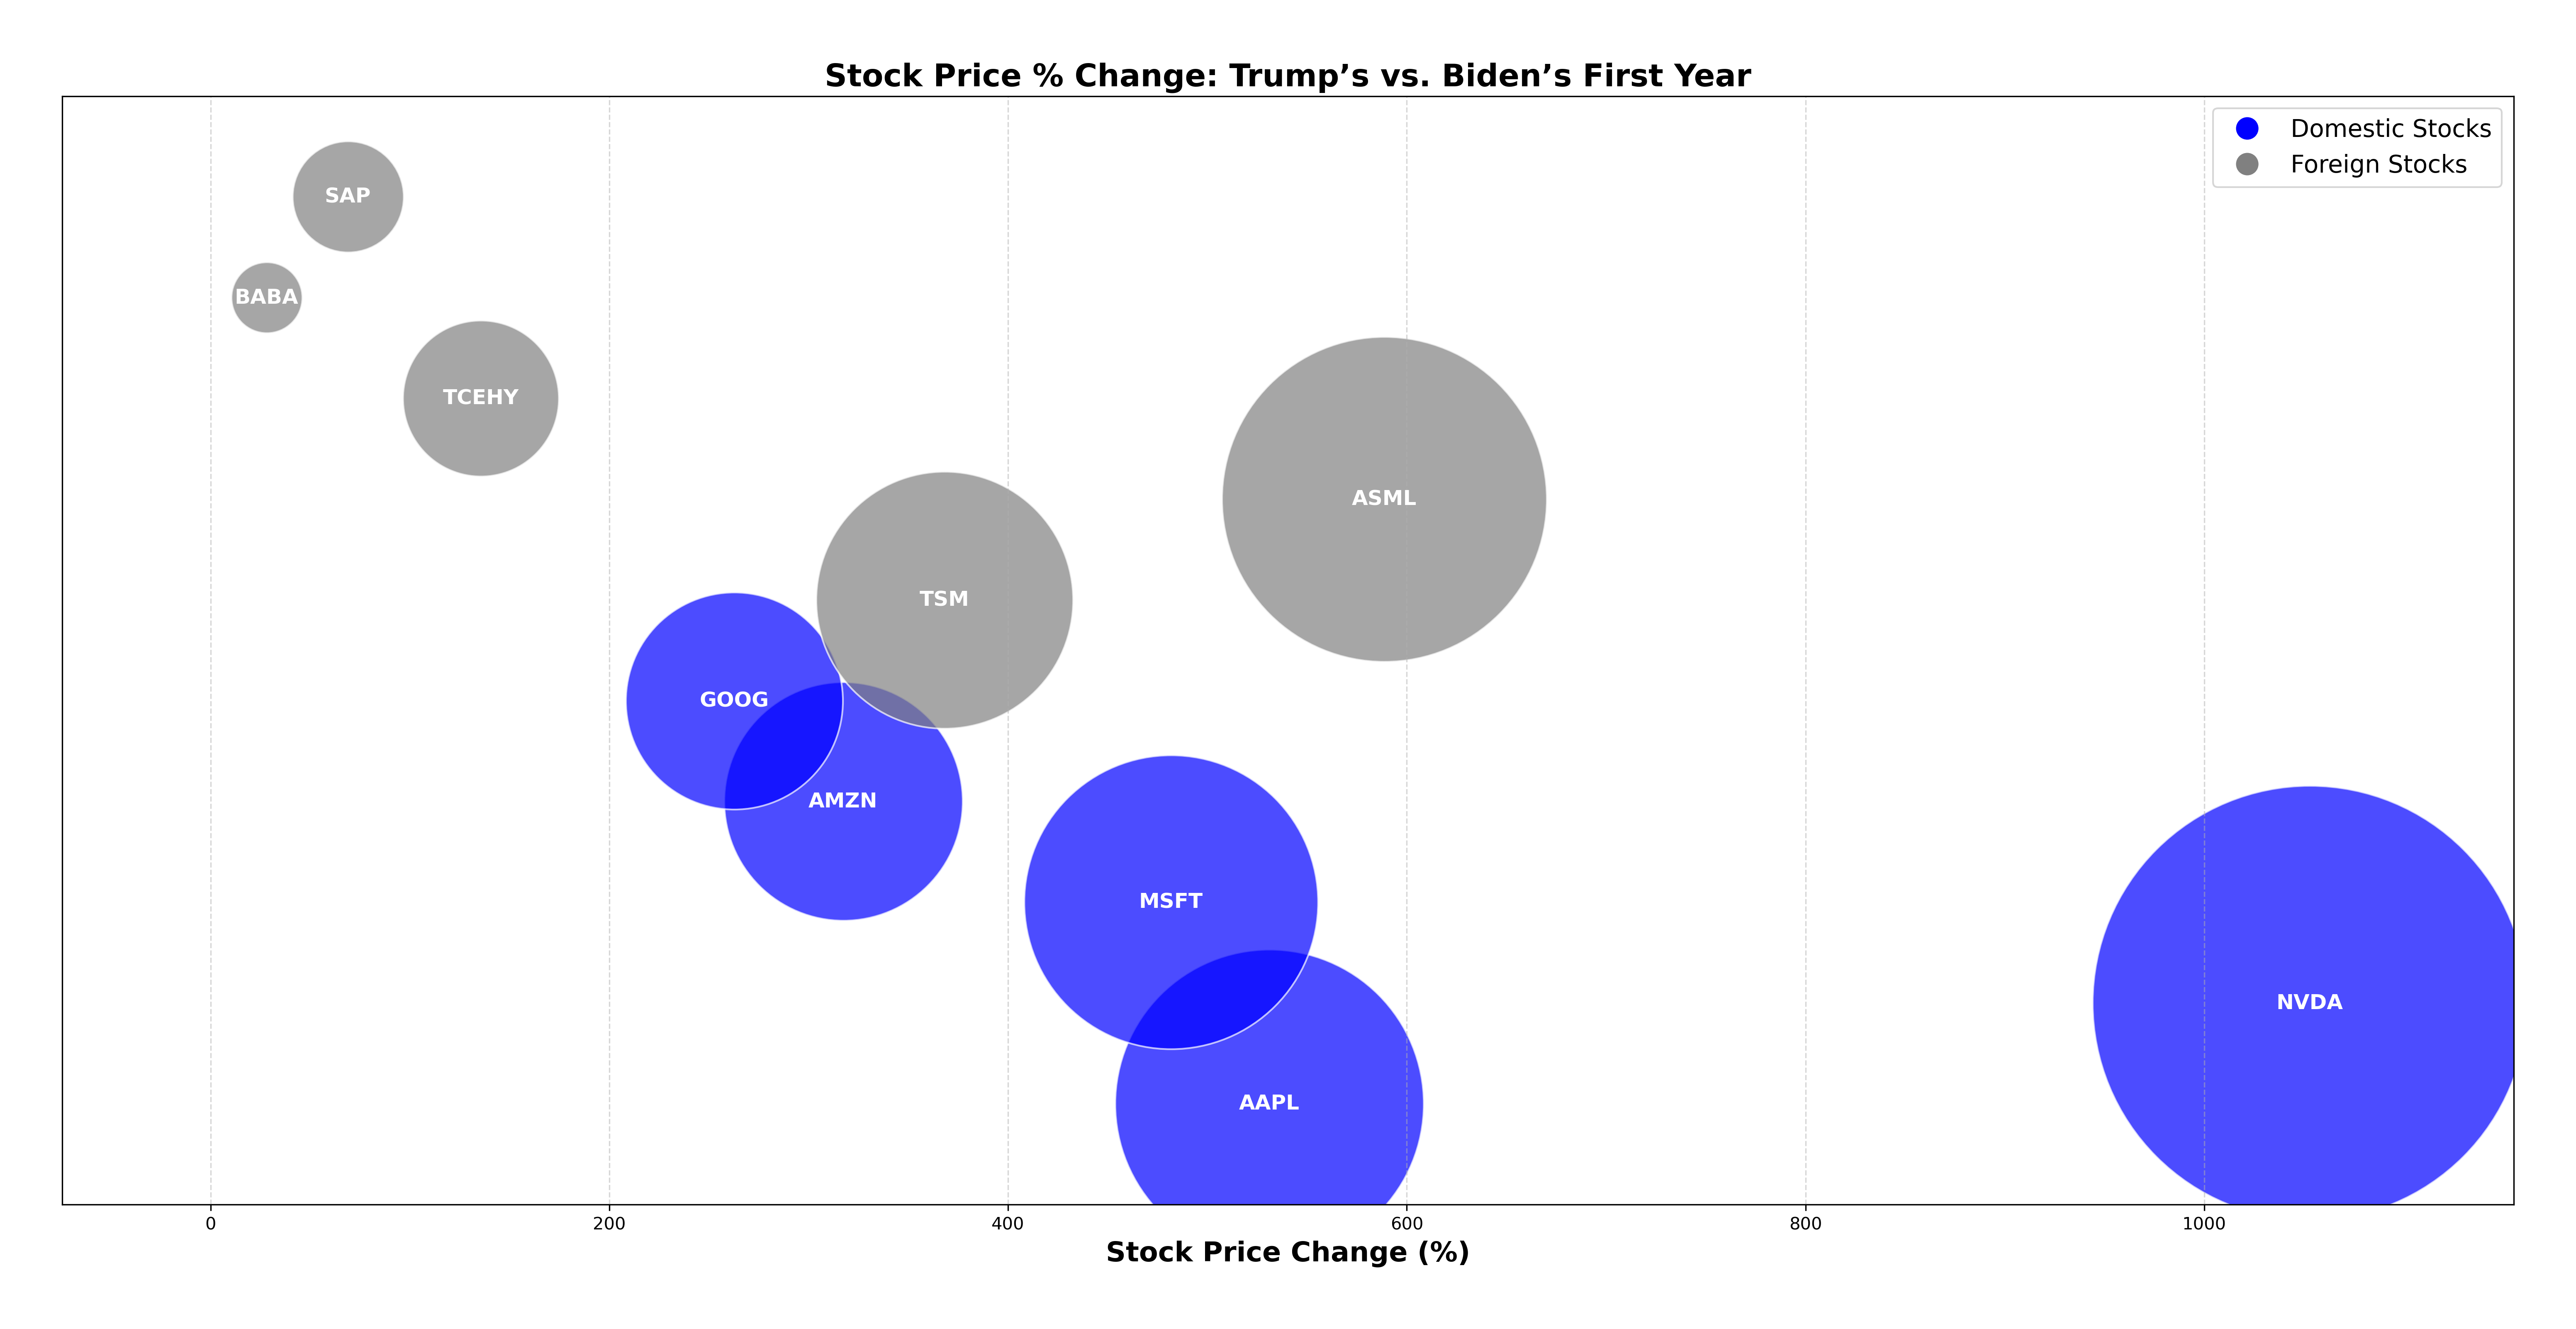 Stock Price % Change: Trump’s vs. Biden’s First Year
Domestic Stocks
Foreign Stocks
SAP
BABA
TCEHY
ASML
TSM
GOOG
AMZN
MSFT
NVDA
AAPL
0 200 400 600 800 1000
Stock Price Change (%)